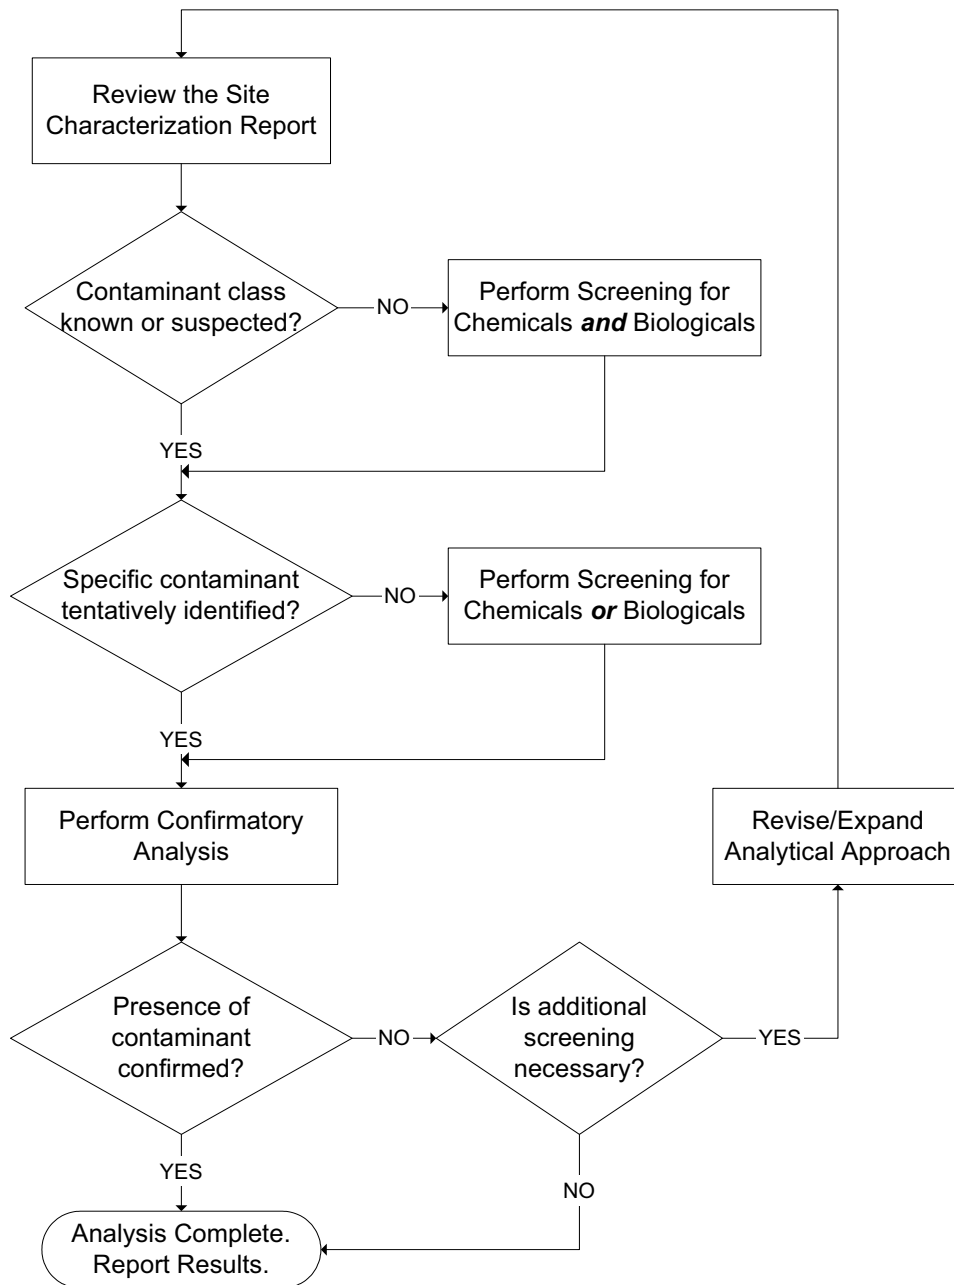 Review the Site
Characterization Report
Contaminant class
known or suspected?
NO
Perform Screening for
Chemicals and Biologicals
YES
Specific contaminant
tentatively identified?
NO
Perform Screening for
Chemicals or Biologicals
YES
Perform Confirmatory
Analysis
Revise/Expand
Analytical Approach
Presence of
contaminant
confirmed?
NO
Is additional
screening
necessary?
YES
YES
NO
Analysis Complete.
Report Results.